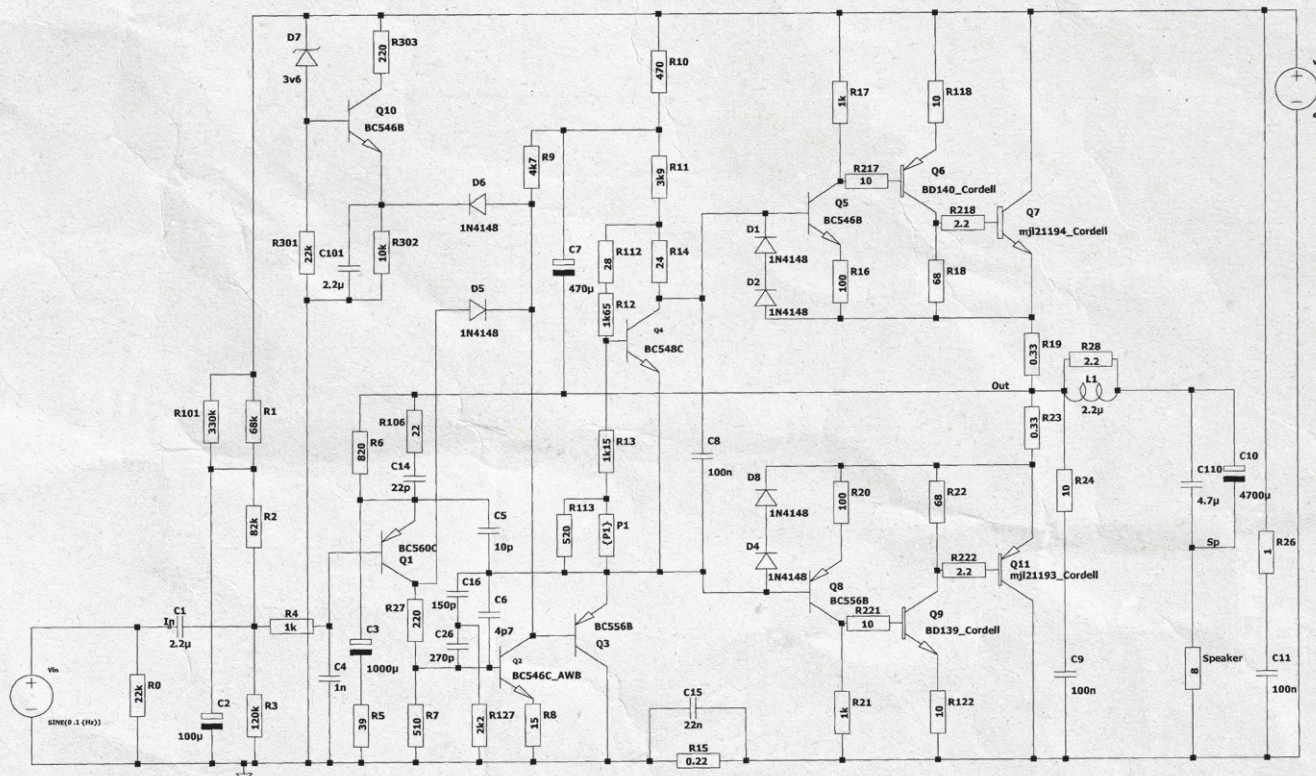 D7
3v6
R303
220
Q10
BC546B
R10
470
R17
1k
R118
10
R9
4k7
R11
3k9
R217
10
Q6
BD140_Cordell
D6
1N4148
Q5
BC546B
R218
2.2
Q7
mjl21194_Cordell
R301
22k
C101
2.2µ
R302
10k
C7
470µ
R112
28
R14
24
D1
1N4148
R16
100
R18
68
D5
1N4148
R12
1k65
D2
1N4148
Q4
BC548C
R19
0.33
R28
2.2
L1
2.2µ
Out
R101
330k
R1
68k
R6
820
R106
22
R13
1k15
C8
100n
R23
0.33
C14
22p
R24
10
C110
4.7µ
C10
4700µ
R2
82k
C5
10p
R113
520
{P1}
P1
D8
1N4148
R20
100
R22
68
R26
1
Sp
BC560C
Q1
D4
1N4148
R222
2.2
Q11
mjl21193_Cordell
C16
150p
Q8
BC556B
C1
In
2.2µ
R4
1k
R27
220
C6
4p7
BC556B
Q3
R221
10
Q9
BD139_Cordell
C3
1000µ
C26
270p
Q2
BC546C_AWB
Vin
SINE(0 .1 {Hz})
R0
22k
C4
1n
Speaker
8
C2
100µ
R3
120k
R5
39
R7
510
R127
2k2
R8
15
C15
22n
R15
0.22
R21
1k
R122
10
C9
100n
C11
100n